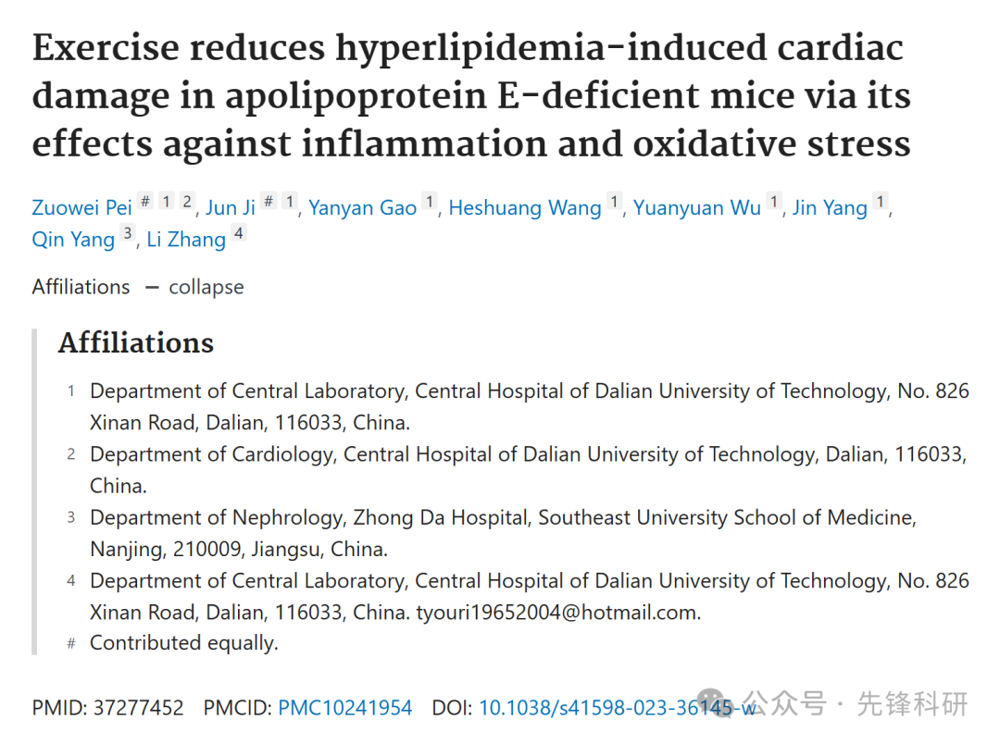 Exercise reduces hyperlipidemia-induced cardiac
damage in apolipoprotein E-deficient mice via its
effects against inflammation and oxidative stress
Zuowei Pei # 1 2, Jun Ji # 1, Yanyan Gao 1, Heshuang Wang 1, Yuanyuan Wu 1, Jin Yang 1,
Qin Yang 3, Li Zhang 4
Affiliations — collapse
Affiliations
1 Department of Central Laboratory, Central Hospital of Dalian University of Technology, No. 826
Xinan Road, Dalian, 116033, China.
2 Department of Cardiology, Central Hospital of Dalian University of Technology, Dalian, 116033,
China.
3 Department of Nephrology, Zhong Da Hospital, Southeast University School of Medicine,
Nanjing, 210009, Jiangsu, China.
4 Department of Central Laboratory, Central Hospital of Dalian University of Technology, No. 826
Xinan Road, Dalian, 116033, China. tyouri19652004@hotmail.com.
# Contributed equally.
PMID: 37277452 PMCID: PMC10241954 DOI: 10.1038/s41598-023-36145-w
公众号 · 先锋科研